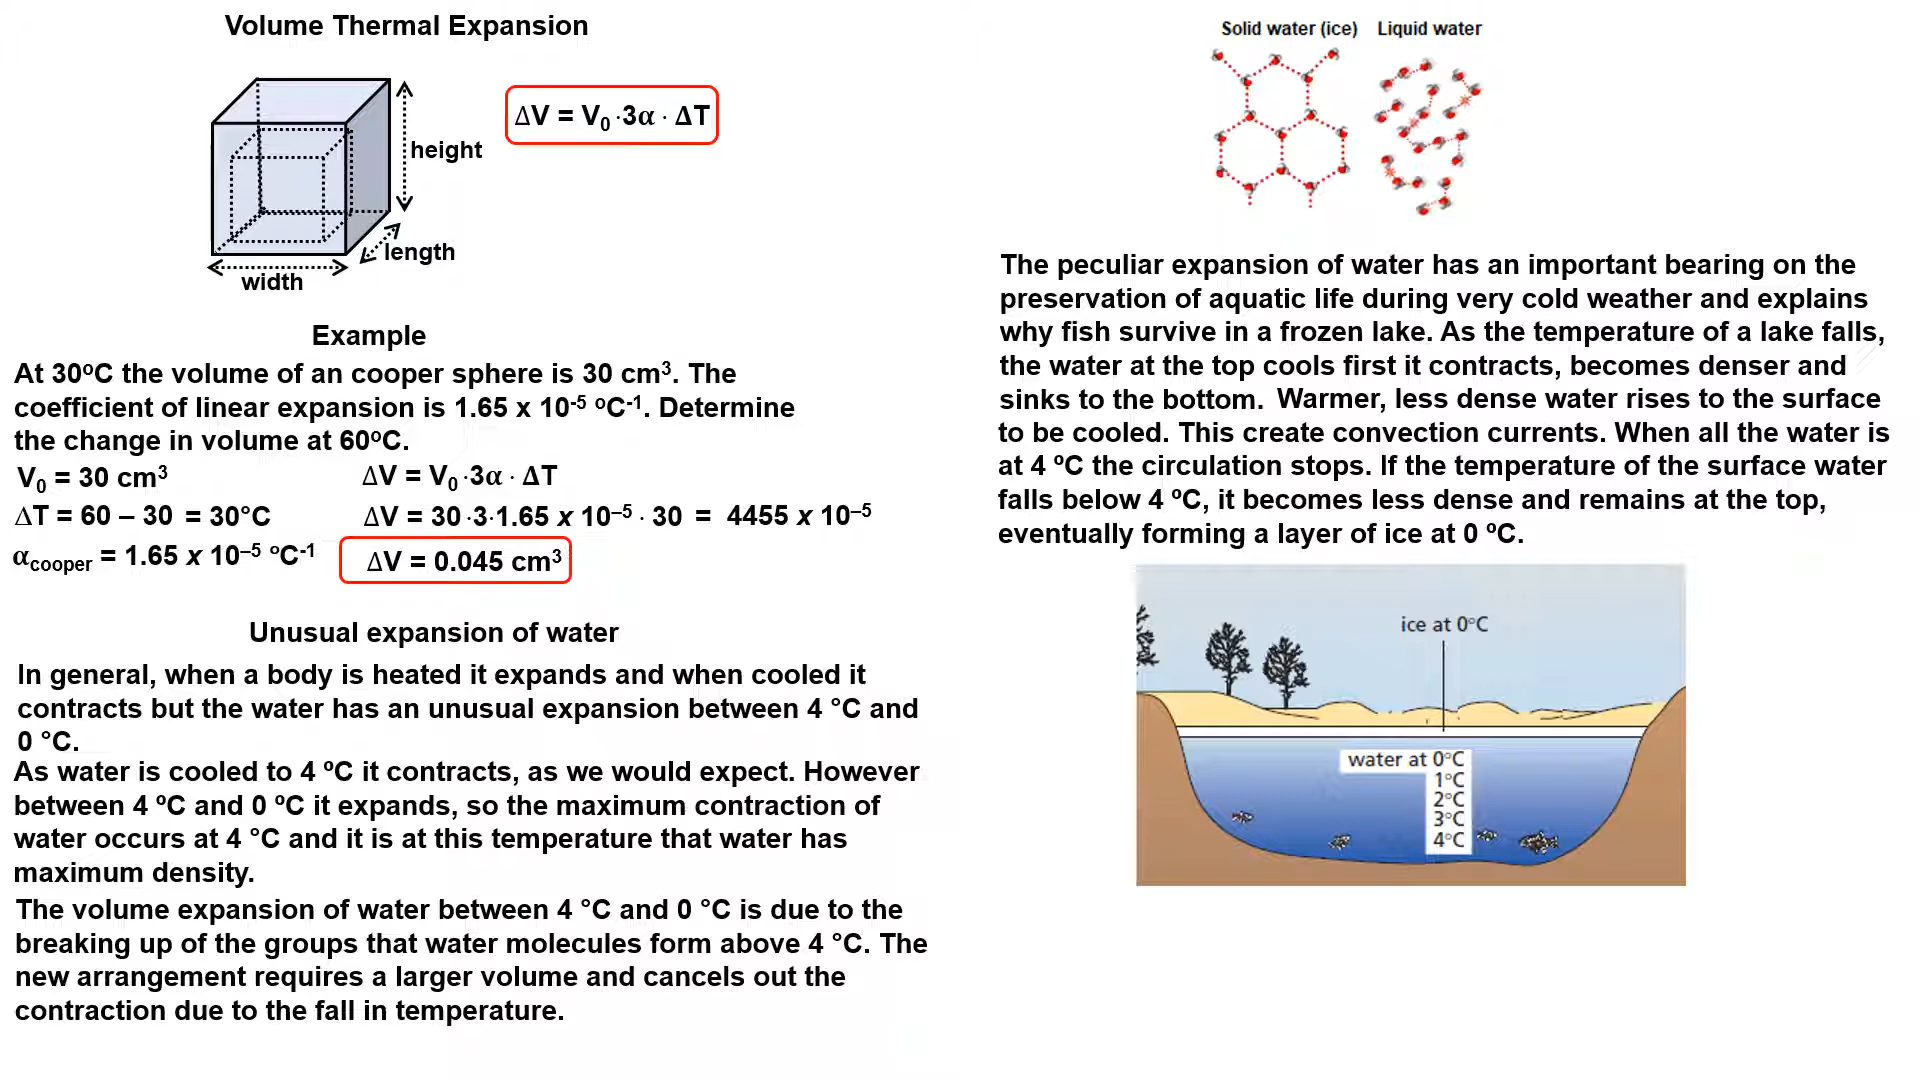 Volume Thermal Expansion
ΔV = V₀ ·3α · ΔT
height
length
width
Example
At 30ºC the volume of an cooper sphere is 30 cm³. The
coefficient of linear expansion is 1.65 x 10⁻⁵ ºC⁻¹. Determine
the change in volume at 60ºC.
V₀ = 30 cm³
ΔV = V₀ ·3α · ΔT
ΔT = 60 – 30 = 30°C
ΔV = 30 ·3·1.65 x 10⁻⁵ · 30 = 4455 x 10⁻⁵
α cooper = 1.65 x 10⁻⁵ ºC⁻¹
ΔV = 0.045 cm³
Unusual expansion of water
In general, when a body is heated it expands and when cooled it
contracts but the water has an unusual expansion between 4 °C and
0 °C.
As water is cooled to 4 ºC it contracts, as we would expect. However
between 4 ºC and 0 ºC it expands, so the maximum contraction of
water occurs at 4 °C and it is at this temperature that water has
maximum density.
The volume expansion of water between 4 °C and 0 °C is due to the
breaking up of the groups that water molecules form above 4 °C. The
new arrangement requires a larger volume and cancels out the
contraction due to the fall in temperature.
Solid water (ice) Liquid water
The peculiar expansion of water has an important bearing on the
preservation of aquatic life during very cold weather and explains
why fish survive in a frozen lake. As the temperature of a lake falls,
the water at the top cools first it contracts, becomes denser and
sinks to the bottom. Warmer, less dense water rises to the surface
to be cooled. This create convection currents. When all the water is
at 4 ºC the circulation stops. If the temperature of the surface water
falls below 4 ºC, it becomes less dense and remains at the top,
eventually forming a layer of ice at 0 ºC.
ice at 0°C
water at 0°C
1°C
2°C
3°C
4°C